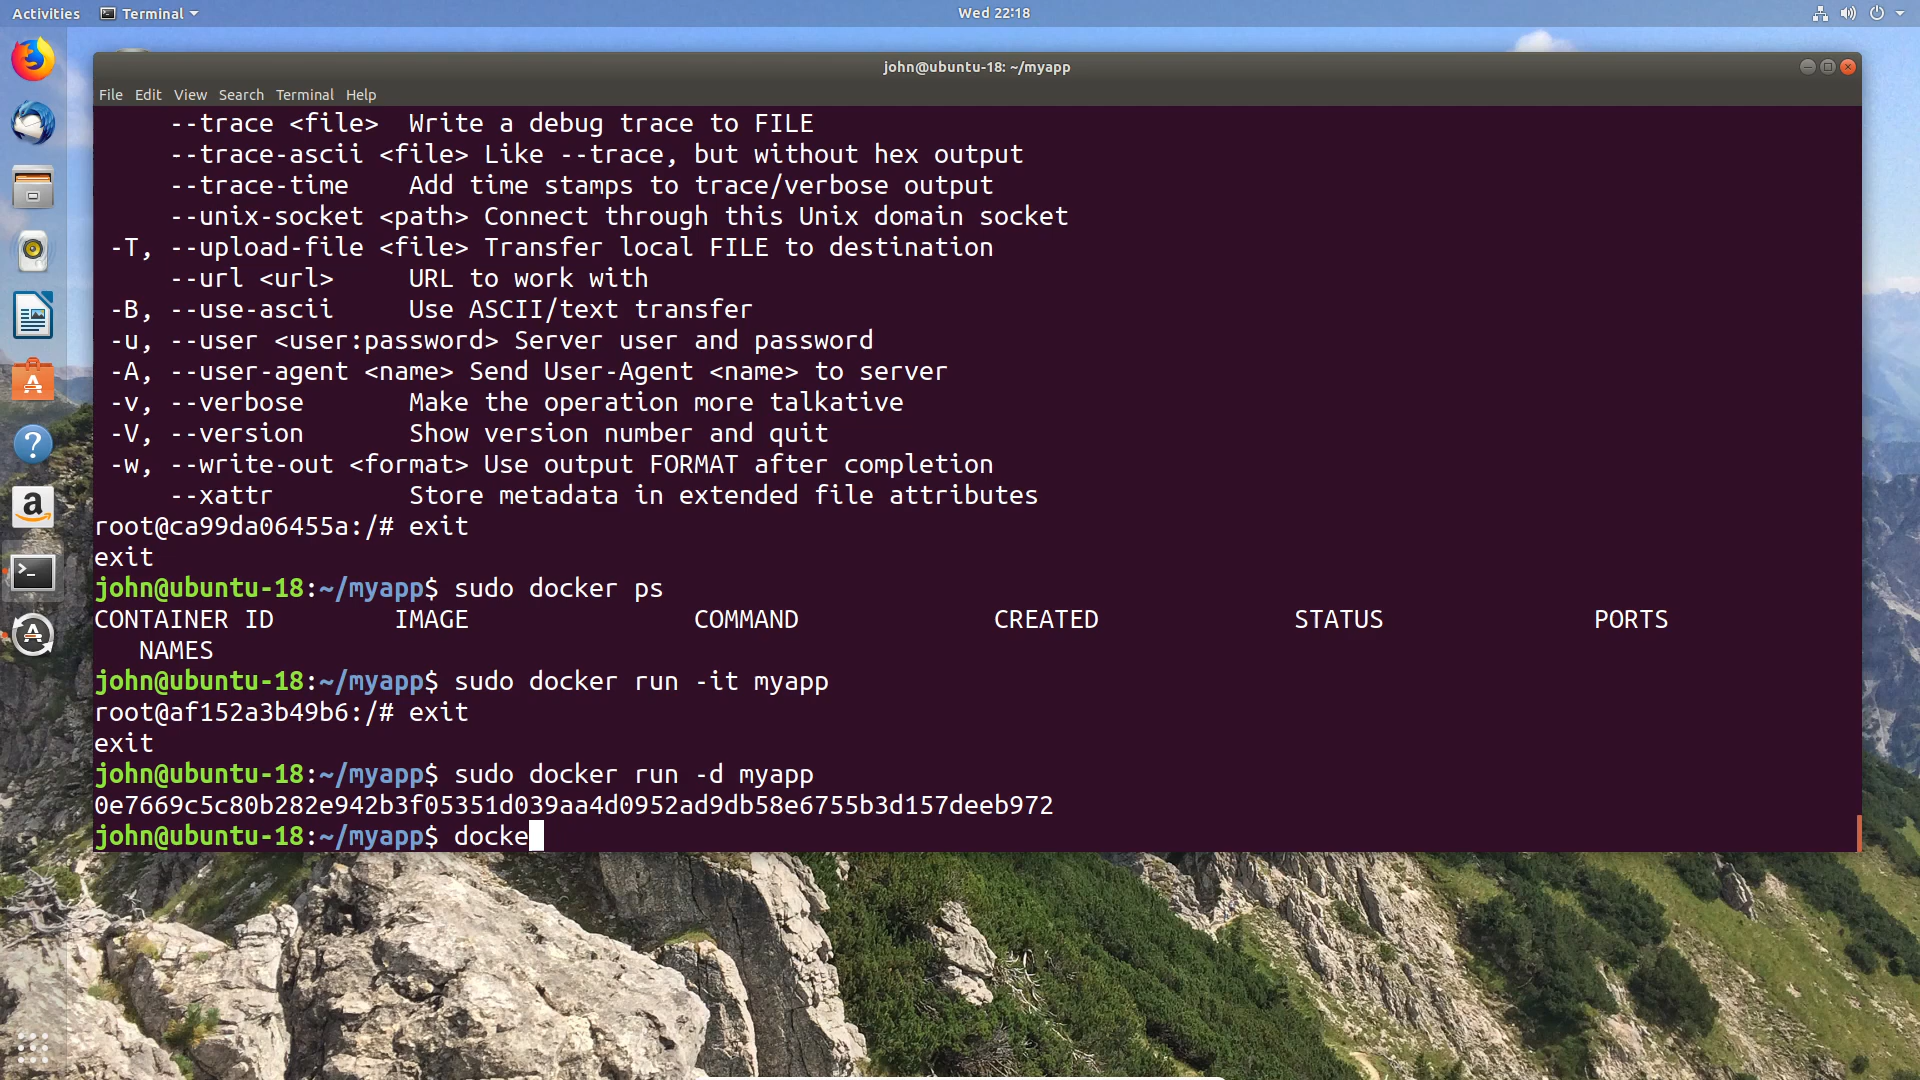 Activities Terminal Wed 22:18
john@ubuntu-18: ~/myapp
File Edit View Search Terminal Help
--trace <file> Write a debug trace to FILE
--trace-ascii <file> Like --trace, but without hex output
--trace-time Add time stamps to trace/verbose output
--unix-socket <path> Connect through this Unix domain socket
-T, --upload-file <file> Transfer local FILE to destination
--url <url> URL to work with
-B, --use-ascii Use ASCII/text transfer
-u, --user <user:password> Server user and password
-A, --user-agent <name> Send User-Agent <name> to server
-v, --verbose Make the operation more talkative
-V, --version Show version number and quit
-w, --write-out <format> Use output FORMAT after completion
--xattr Store metadata in extended file attributes
root@ca99da06455a:/# exit
exit
john@ubuntu-18:~/myapp$ sudo docker ps
CONTAINER ID IMAGE COMMAND CREATED STATUS PORTS
NAMES
john@ubuntu-18:~/myapp$ sudo docker run -it myapp
root@af152a3b49b6:/# exit
exit
john@ubuntu-18:~/myapp$ sudo docker run -d myapp
0e7669c5c80b282e942b3f05351d039aa4d0952ad9db58e6755b3d157deeb972
john@ubuntu-18:~/myapp$ docke